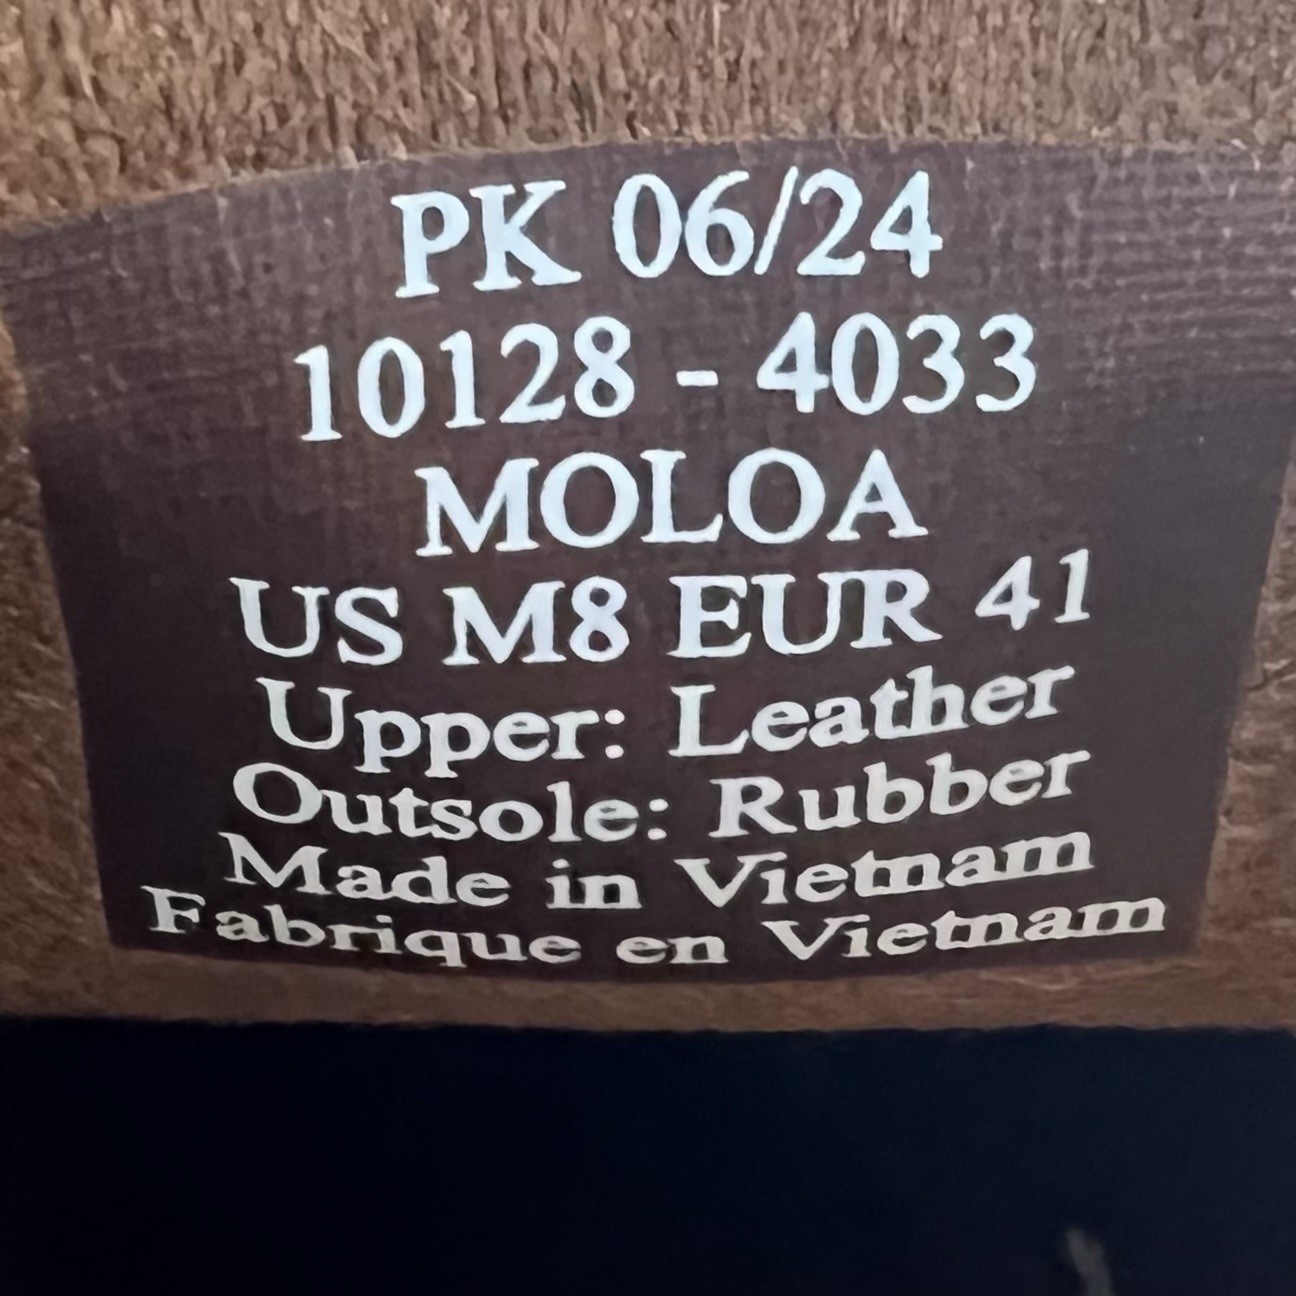 PK 06/24
10128 - 4033
MOLOA
US M8 EUR 41
Upper: Leather
Outsole: Rubber
Made in Vietnam
Fabrique en Vietnam